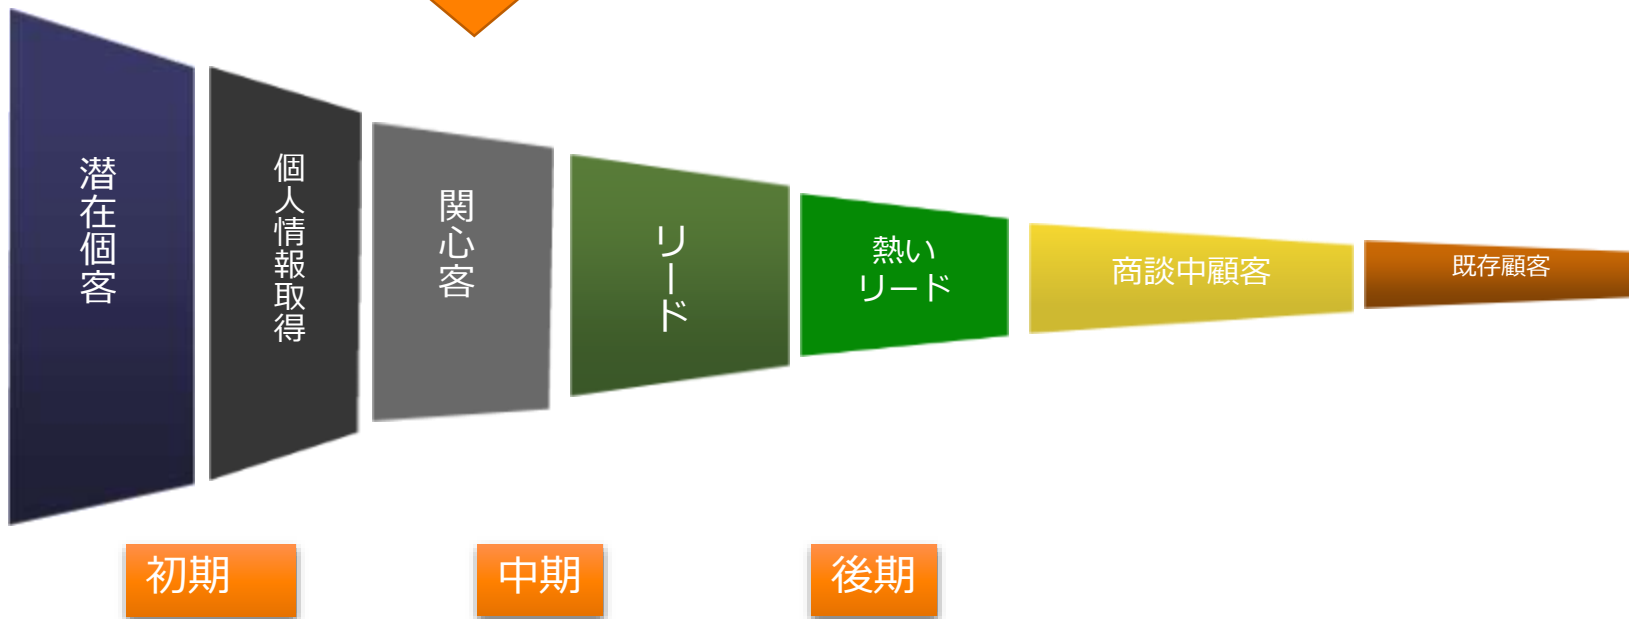 潜在個客
個人情報取得
関心客
リード
熱い
リード
商談中顧客
既存顧客
初期
中期
後期